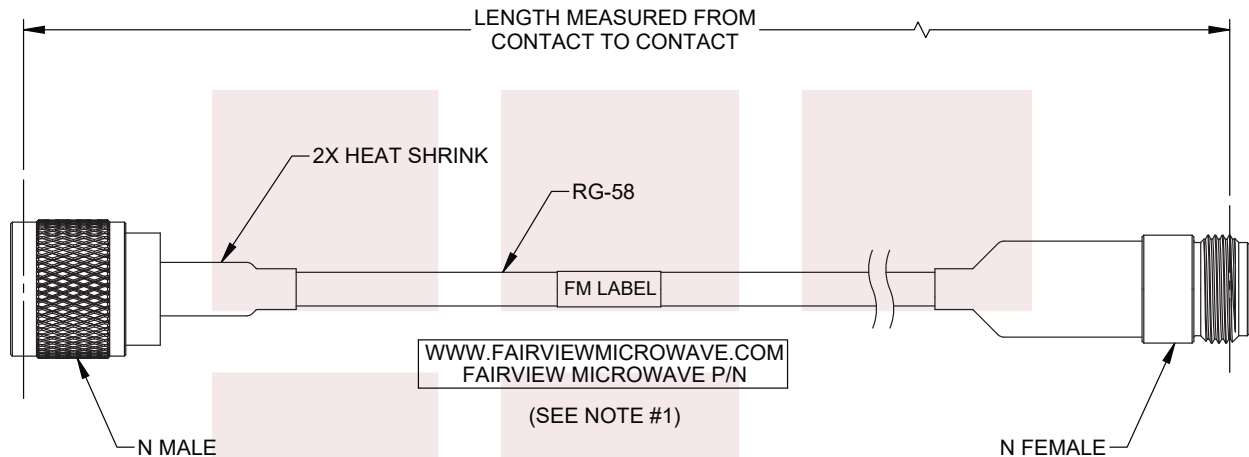 LENGTH MEASURED FROM
CONTACT TO CONTACT
2X HEAT SHRINK
RG-58
FM LABEL
WWW.FAIRVIEWMICROWAVE.COM
FAIRVIEW MICROWAVE P/N
(SEE NOTE #1)
N MALE
N FEMALE